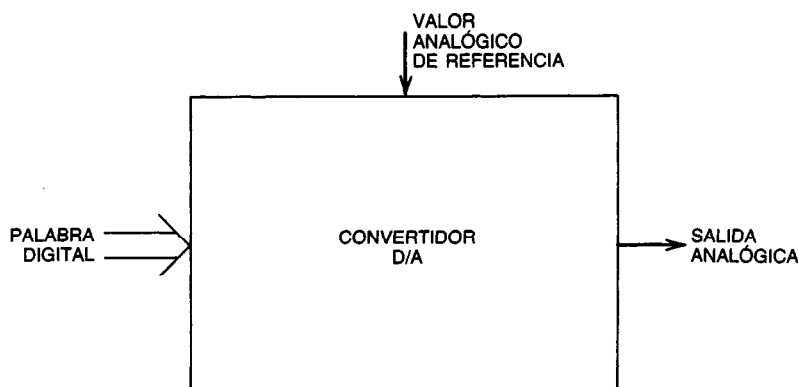 VALOR
ANALÓGICO
DE REFERENCIA
PALABRA
DIGITAL
CONVERTIDOR
D/A
SALIDA
ANALÓGICA